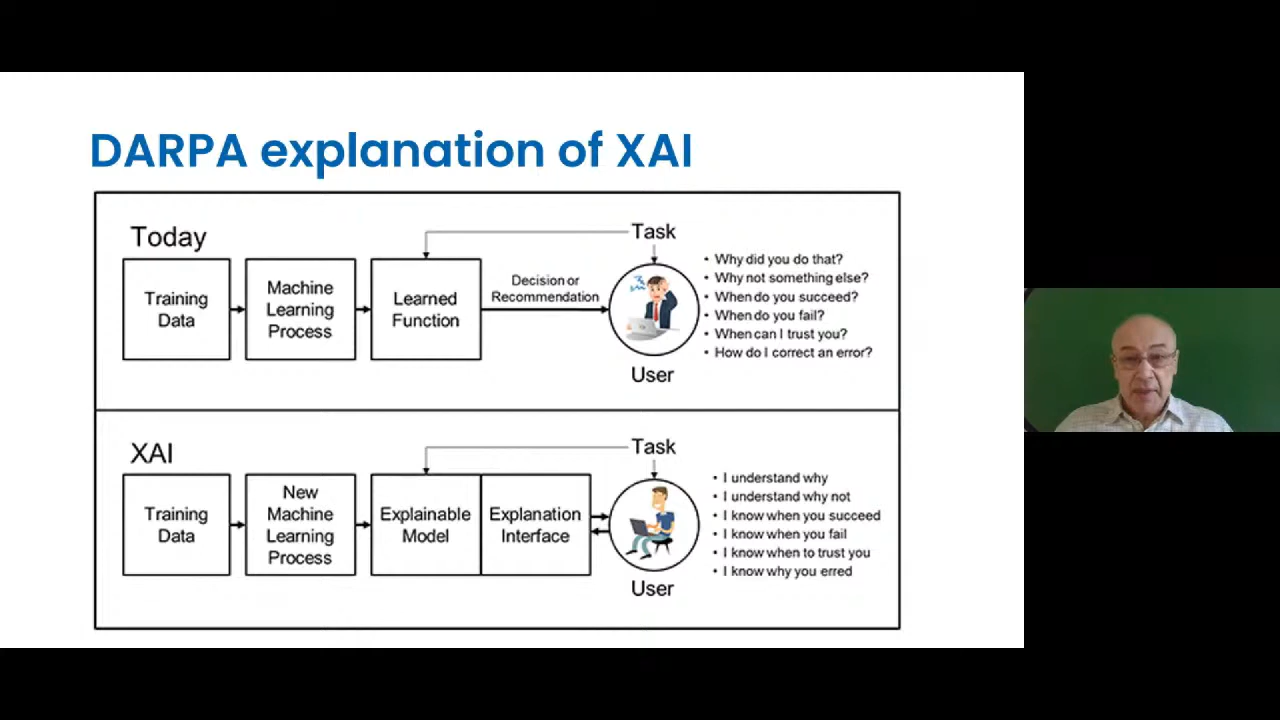 DARPA explanation of XAI
Today
Training
Data
Machine
Learning
Process
Learned
Function
Decision or
Recommendation
Task
User
• Why did you do that?
• Why not something else?
• When do you succeed?
• When do you fail?
• When can I trust you?
• How do I correct an error?
XAI
Training
Data
New
Machine
Learning
Process
Explainable
Model
Explanation
Interface
Task
User
• I understand why
• I understand why not
• I know when you succeed
• I know when you fail
• I know when to trust you
• I know why you erred